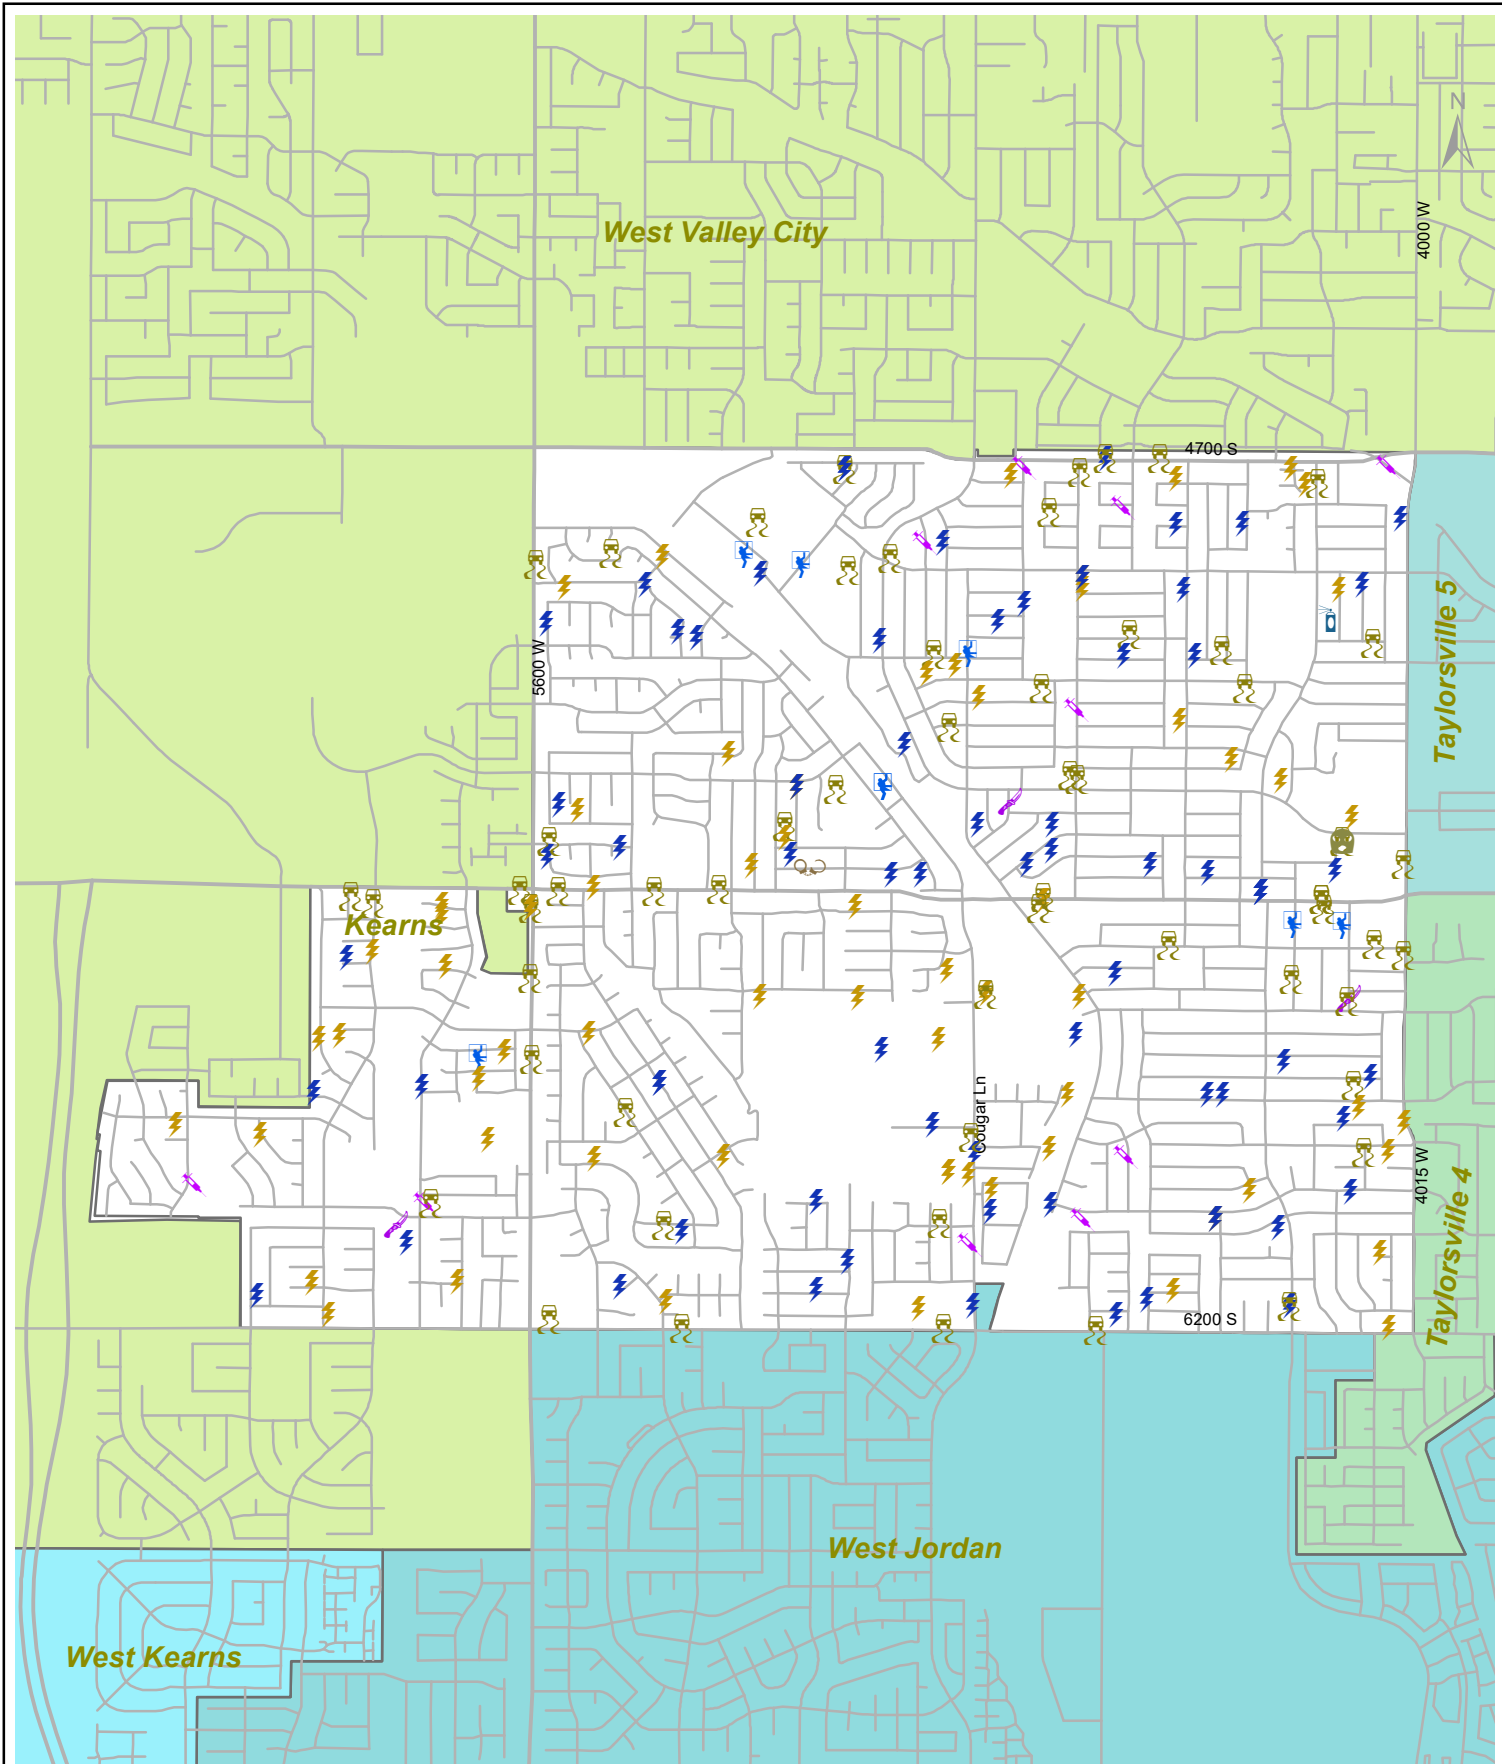 N
4000 W
West Valley City
4700 S
Taylorsville 5
5600 W
Kearns
Cougar Ln
4015 W
Taylorsville 4
6200 S
West Jordan
West Kearns